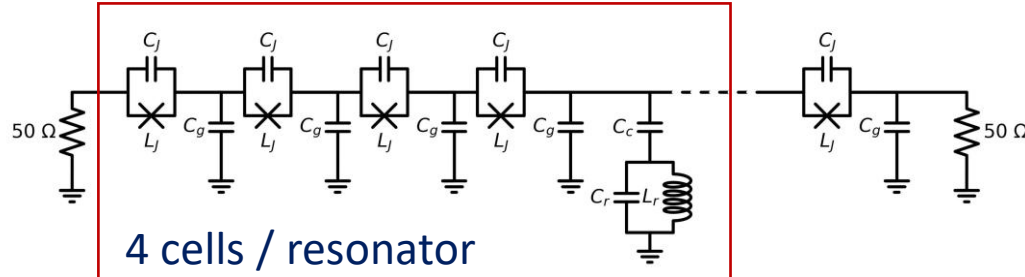 C_J C_J C_J C_J C_J
50 Ω L_J C_g L_J C_g L_J C_g L_J C_g C_c L_J C_g 50 Ω
C_r L_r
4 cells / resonator